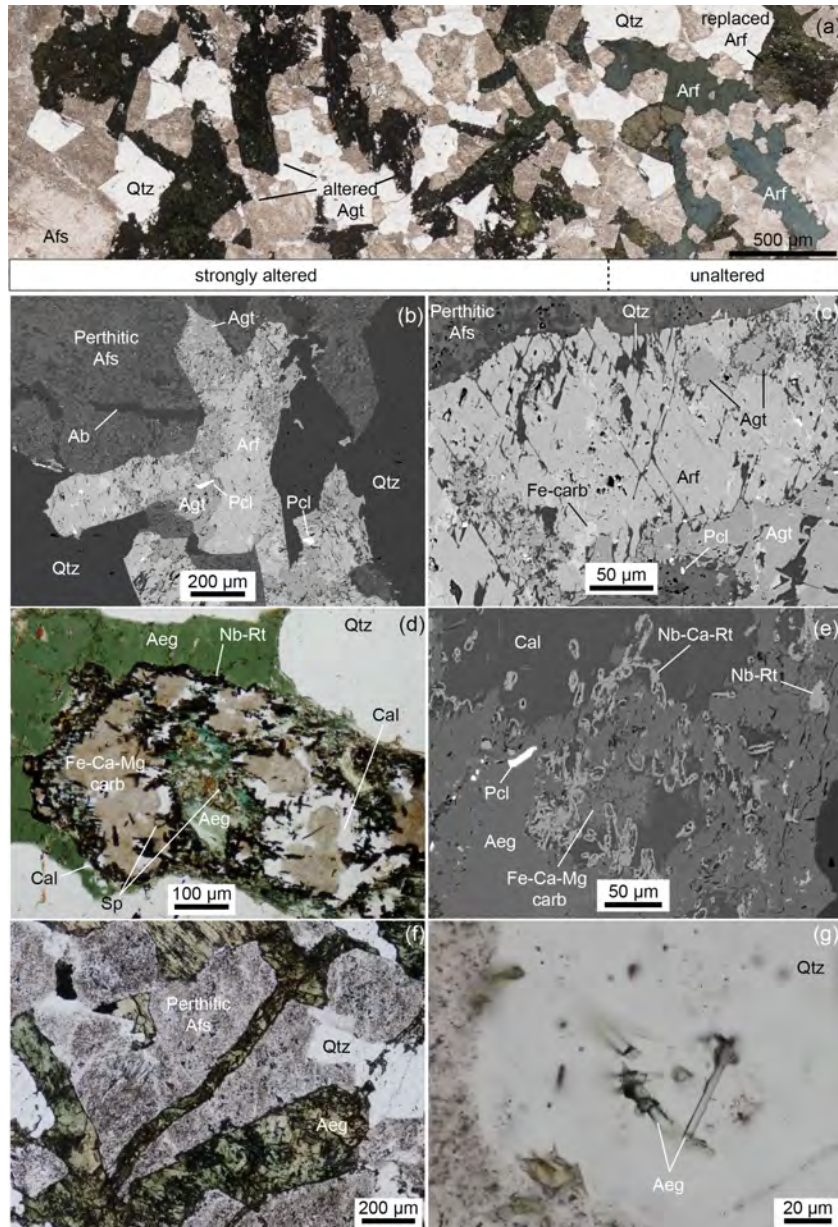 (a)
Qtz
replaced
Arf
Arf
Qtz
altered
Agt
Arf
Afs
500 µm
strongly altered
unaltered
(b)
Agt
Perthitic
Afs
Ab
Arf
Agt
Pcl
Pcl
Qtz
Qtz
200 µm
(c)
Perthitic
Afs
Qtz
Agt
Arf
Fe-carb
Agt
Pcl
50 µm
(d)
Aeg
Nb-Rt
Qtz
Cal
Fe-Ca-Mg
carb
Aeg
Cal
Sp
100 µm
(e)
Cal
Nb-Ca-Rt
Nb-Rt
Pcl
Aeg
Fe-Ca-Mg
carb
50 µm
(f)
Perthitic
Afs
Qtz
Aeg
200 µm
(g)
Qtz
Aeg
20 µm